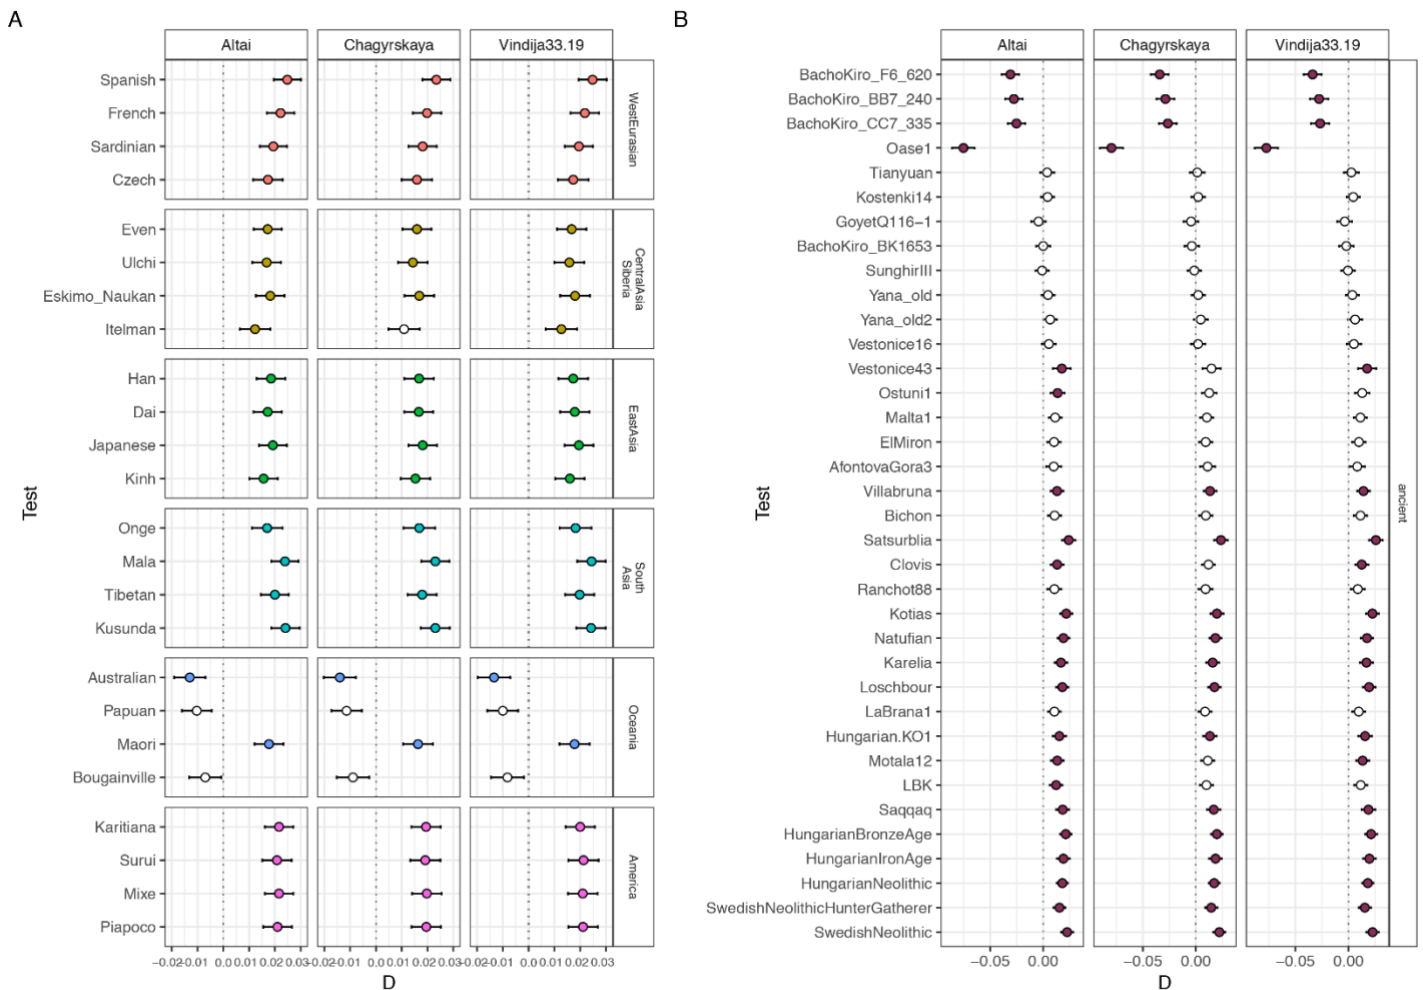 A
Altai
Chagyrskaya
Vindija33.19
Spanish
French
Sardinian
Czech
WestEurasian
Even
Ulchi
Eskimo_Naukan
Itelman
CentralAsia
Siberia
Han
Dai
Japanese
Kinh
EastAsia
Onge
Mala
Tibetan
Kusunda
South
Asia
Australian
Papuan
Maori
Bougainville
Oceania
Karitiana
Surui
Mixe
Piapoco
America
Test
−0.02 −0.01 0.00 0.01 0.02 0.03 −0.02 −0.01 0.00 0.01 0.02 0.03 −0.02 −0.01 0.00 0.01 0.02 0.03
D
B
Altai
Chagyrskaya
Vindija33.19
BachoKiro_F6_620
BachoKiro_BB7_240
BachoKiro_CC7_335
Oase1
Tianyuan
Kostenki14
GoyetQ116−1
BachoKiro_BK1653
SunghirIII
Yana_old
Yana_old2
Vestonice16
Vestonice43
Ostuni1
Malta1
ElMiron
AfontovaGora3
Villabruna
Bichon
Satsurblia
Clovis
Ranchot88
Kotias
Natufian
Karelia
Loschbour
LaBrana1
Hungarian.KO1
Motala12
LBK
Saqqaq
HungarianBronzeAge
HungarianIronAge
HungarianNeolithic
SwedishNeolithicHunterGatherer
SwedishNeolithic
ancient
Test
−0.05 0.00 −0.05 0.00 −0.05 0.00
D